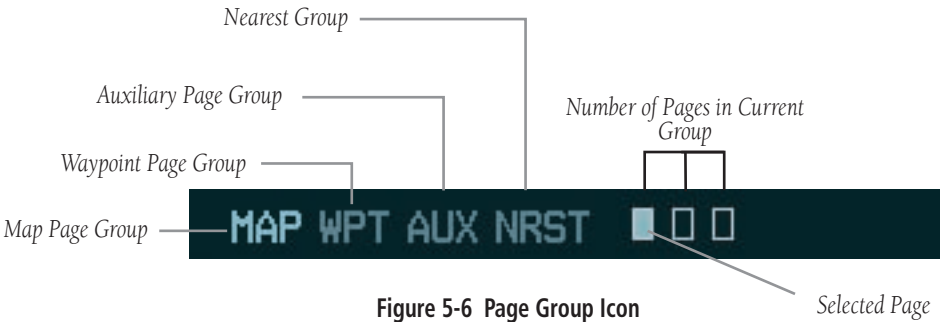 Nearest Group
Auxiliary Page Group
Number of Pages in Current
Group
Waypoint Page Group
Map Page Group
MAP WPT AUX NRST
Selected Page
Figure 5-6 Page Group Icon